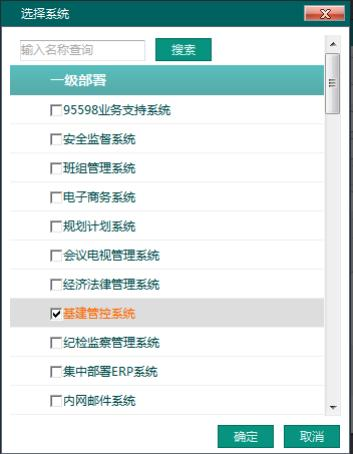 选择系统
输入名称查询 搜索
一级部署
95598业务支持系统
安全监督系统
班组管理系统
电子商务系统
规划计划系统
会议电视管理系统
经济法律管理系统
基建管控系统
纪检监察管理系统
集中部署ERP系统
内网邮件系统
确定 取消